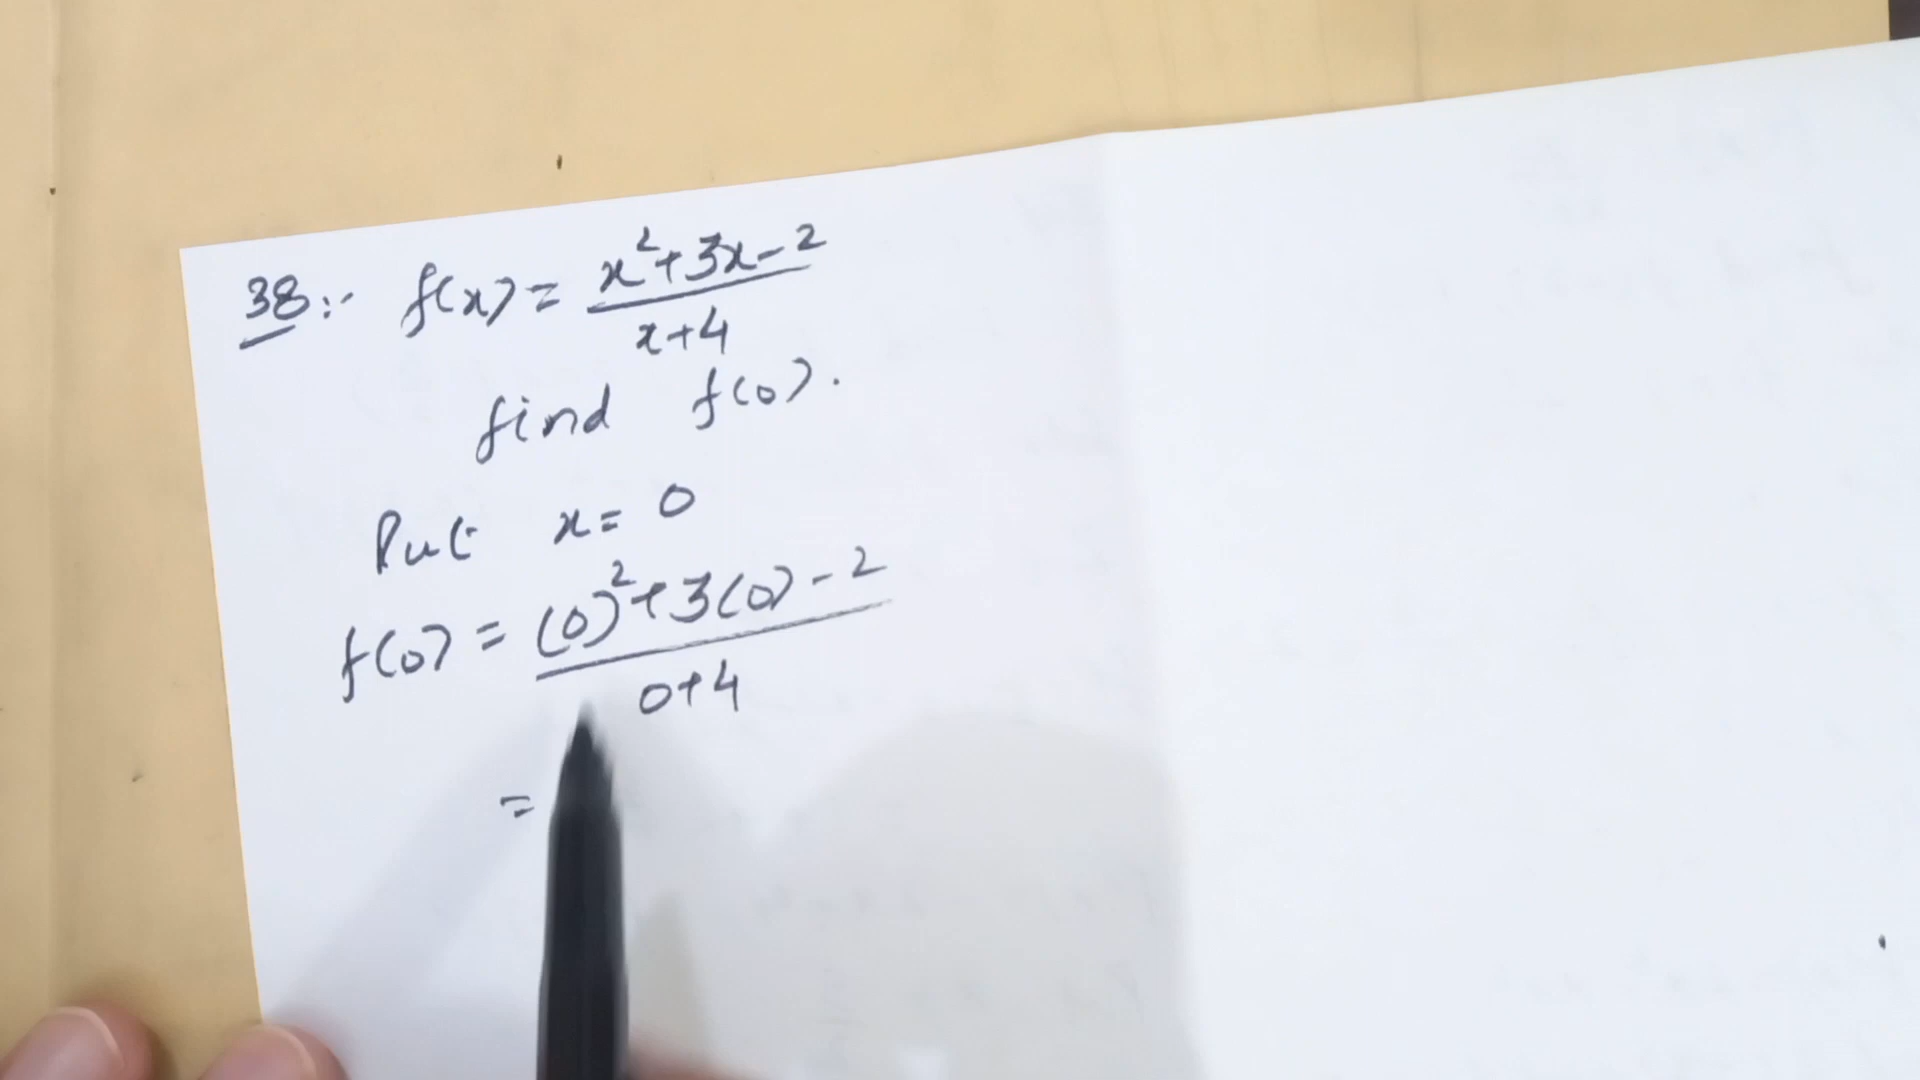 38:- f(x) = x²+3x-2 / x+4
find f(0).
Put x = 0
f(0) = (0)²+3(0)-2 / 0+4
=